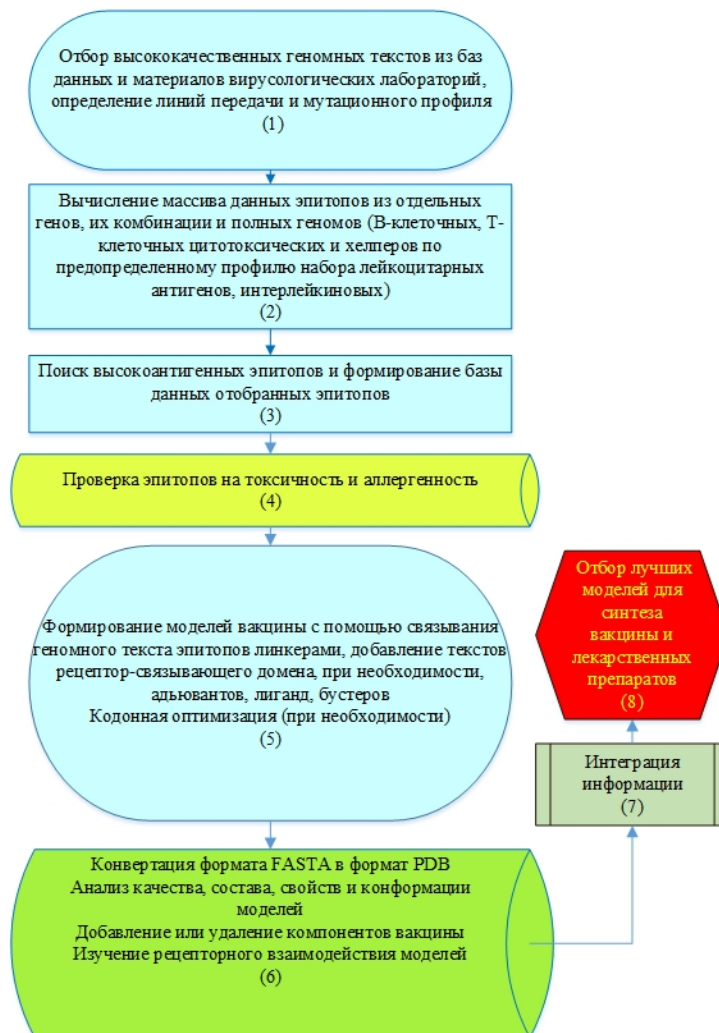 Отбор высококачественных геномных текстов из баз
данных и материалов вирусологических лабораторий,
определение линий передачи и мутационного профиля
(1)
Вычисление массива данных эпитопов из отдельных
генов, их комбинации и полных геномов (В-клеточных, Т-
клеточных цитотоксических и хелперов по
предопределенному профилю набора лейкоцитарных
антигенов, интерлейкиновых)
(2)
Поиск высокоантигенных эпитопов и формирование базы
данных отобранных эпитопов
(3)
Проверка эпитопов на токсичность и аллергенность
(4)
Формирование моделей вакцины с помощью связывания
геномного текста эпитопов линкерами, добавление текстов
рецептор-связывающего домена, при необходимости,
адьювантов, лиганд, бустеров
Кодонная оптимизация (при необходимости)
(5)
Конвертация формата FASTA в формат PDB
Анализ качества, состава, свойств и конформации
моделей
Добавление или удаление компонентов вакцины
Изучение рецепторного взаимодействия моделей
(6)
Интеграция
информации
(7)
Отбор лучших
моделей для
синтеза
вакцины и
лекарственных
препаратов
(8)